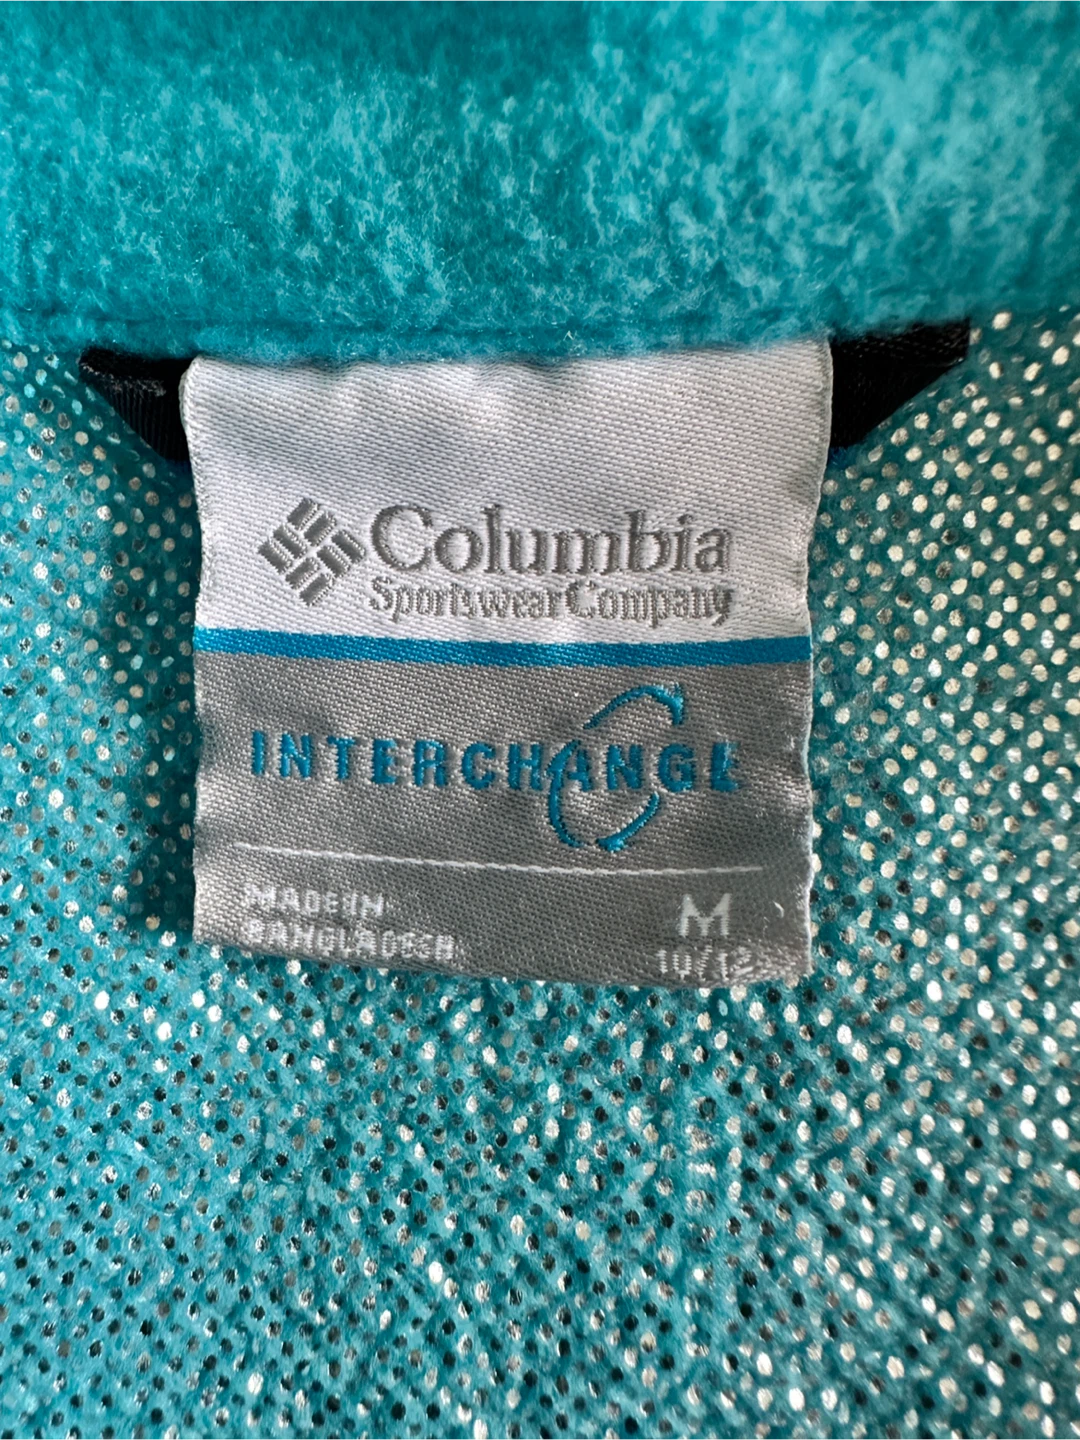 Columbia
Sportswear Company
INTERCHANGE
MADE IN
BANGLADESH
M
10/12